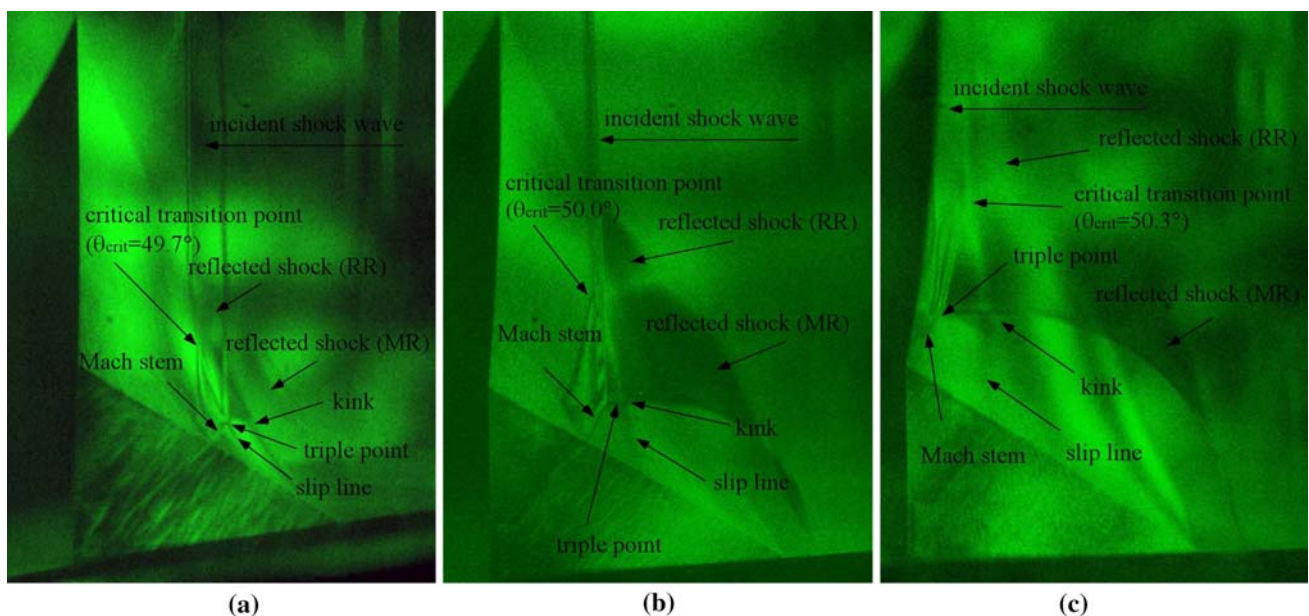 incident shock wave
critical transition point
(θcrit=49.7°)
reflected shock (RR)
reflected shock (MR)
Mach stem
kink
triple point
slip line
(a)
incident shock wave
critical transition point
(θcrit=50.0°)
reflected shock (RR)
Mach stem
reflected shock (MR)
kink
slip line
triple point
(b)
incident shock wave
reflected shock (RR)
critical transition point
(θcrit=50.3°)
triple point
reflected shock (MR)
kink
slip line
Mach stem
(c)